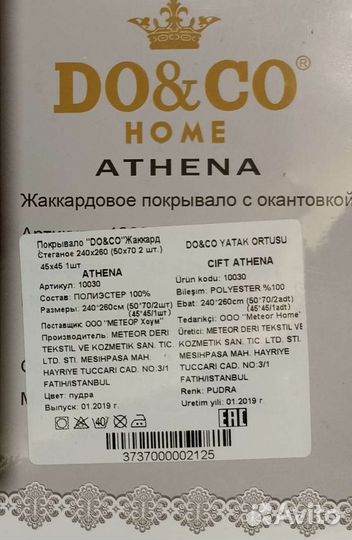 DO&CO®
HOME
ATHENA
Жаккардовое покрывало с окантовкой
Покрывало "DO&CO"Жаккард
Стеганое 240х260 (50х70 2 шт.)
45х45 1шт
ATHENA
Артикул: 10030
Состав: ПОЛИЭСТЕР 100%
Размеры: 240*260см (50*70/2шт)
(45*45/1шт)
Поставщик: ООО "МЕТЕОР Хоум"
Производитель: METEOR DERI
TEKSTIL VE KOZMETIK SAN. TIC.
LTD. STI. MESIHPASA MAH.
HAYRIYE TUCCARI CAD. NO:3/1
FATIH/ISTANBUL
Цвет: пудра
Выпуск: 01.2019 г.
DO&CO YATAK ORTUSU
CIFT ATHENA
Ürün kodu: 10030
Bileşim: POLYESTER %100
Ebat: 240*260cm (50*70/2adt)
(45*45/1adt)
Tedarikçi: ООО "Meteor Home"
Üretici: METEOR DERI TEKSTIL VE
KOZMETIK SAN. TIC. LTD. STI.
MESIHPASA MAH. HAYRIYE
TUCCARI CAD. NO:3/1
FATIH/ISTANBUL
Renk: PUDRA
Uretim yili: 01.2019 г.
40
EAC
3737000002125
Avito